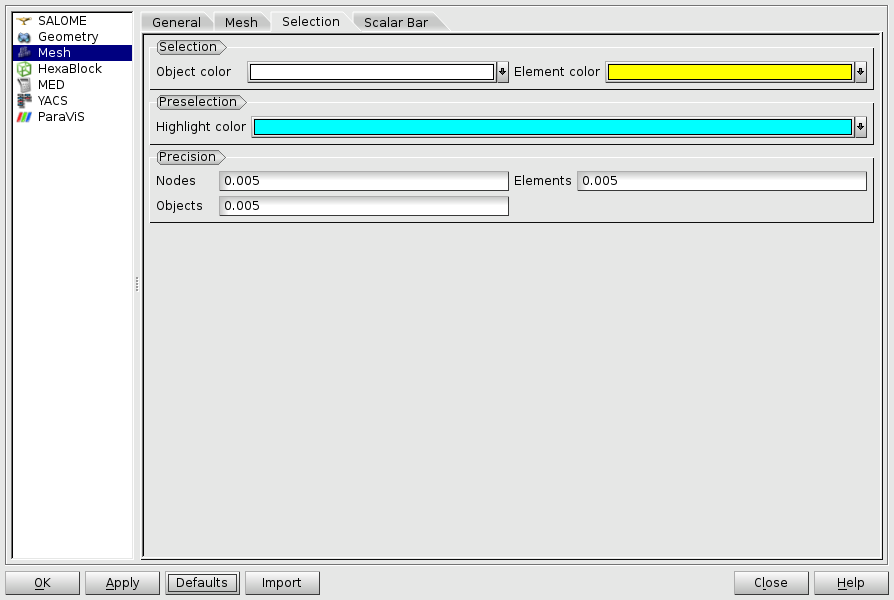 SALOME
Geometry
Mesh
HexaBlock
MED
YACS
ParaViS
General Mesh Selection Scalar Bar
Selection
Object color Element color
Preselection
Highlight color
Precision
Nodes 0.005 Elements 0.005
Objects 0.005
OK Apply Defaults Import Close Help